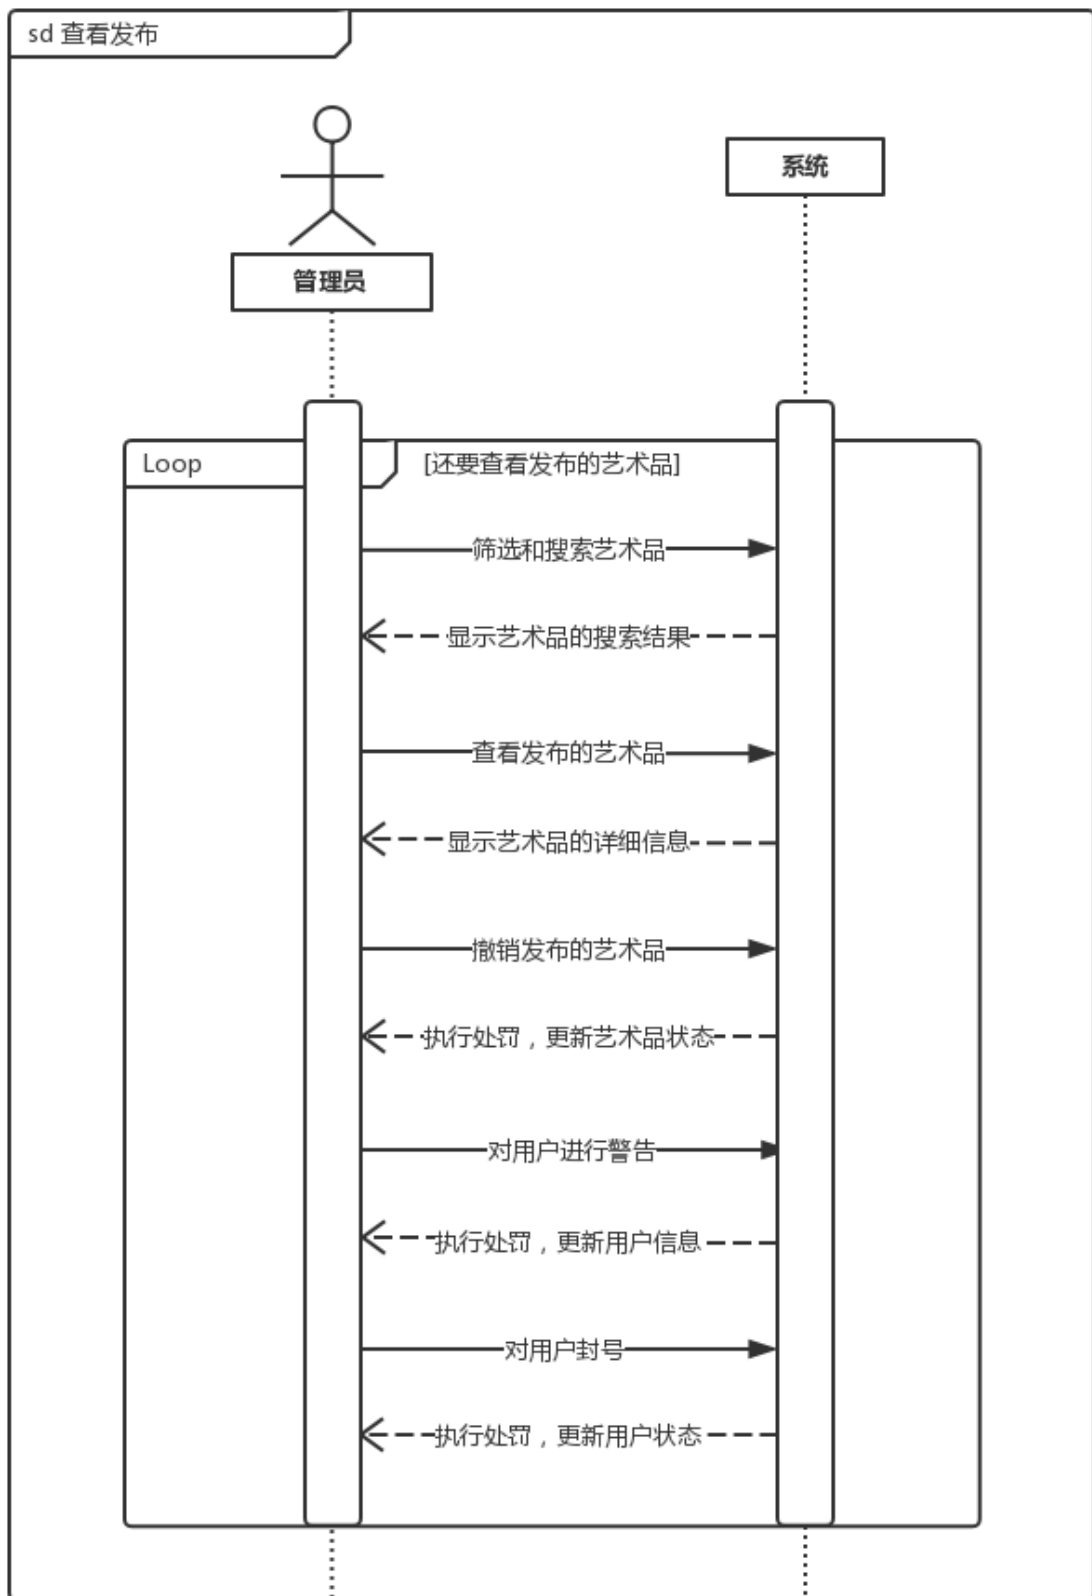 sd 查看发布
系统
管理员
Loop
[还要查看发布的艺术品]
筛选和搜索艺术品
显示艺术品的搜索结果
查看发布的艺术品
显示艺术品的详细信息
撤销发布的艺术品
执行处罚，更新艺术品状态
对用户进行警告
执行处罚，更新用户信息
对用户封号
执行处罚，更新用户状态